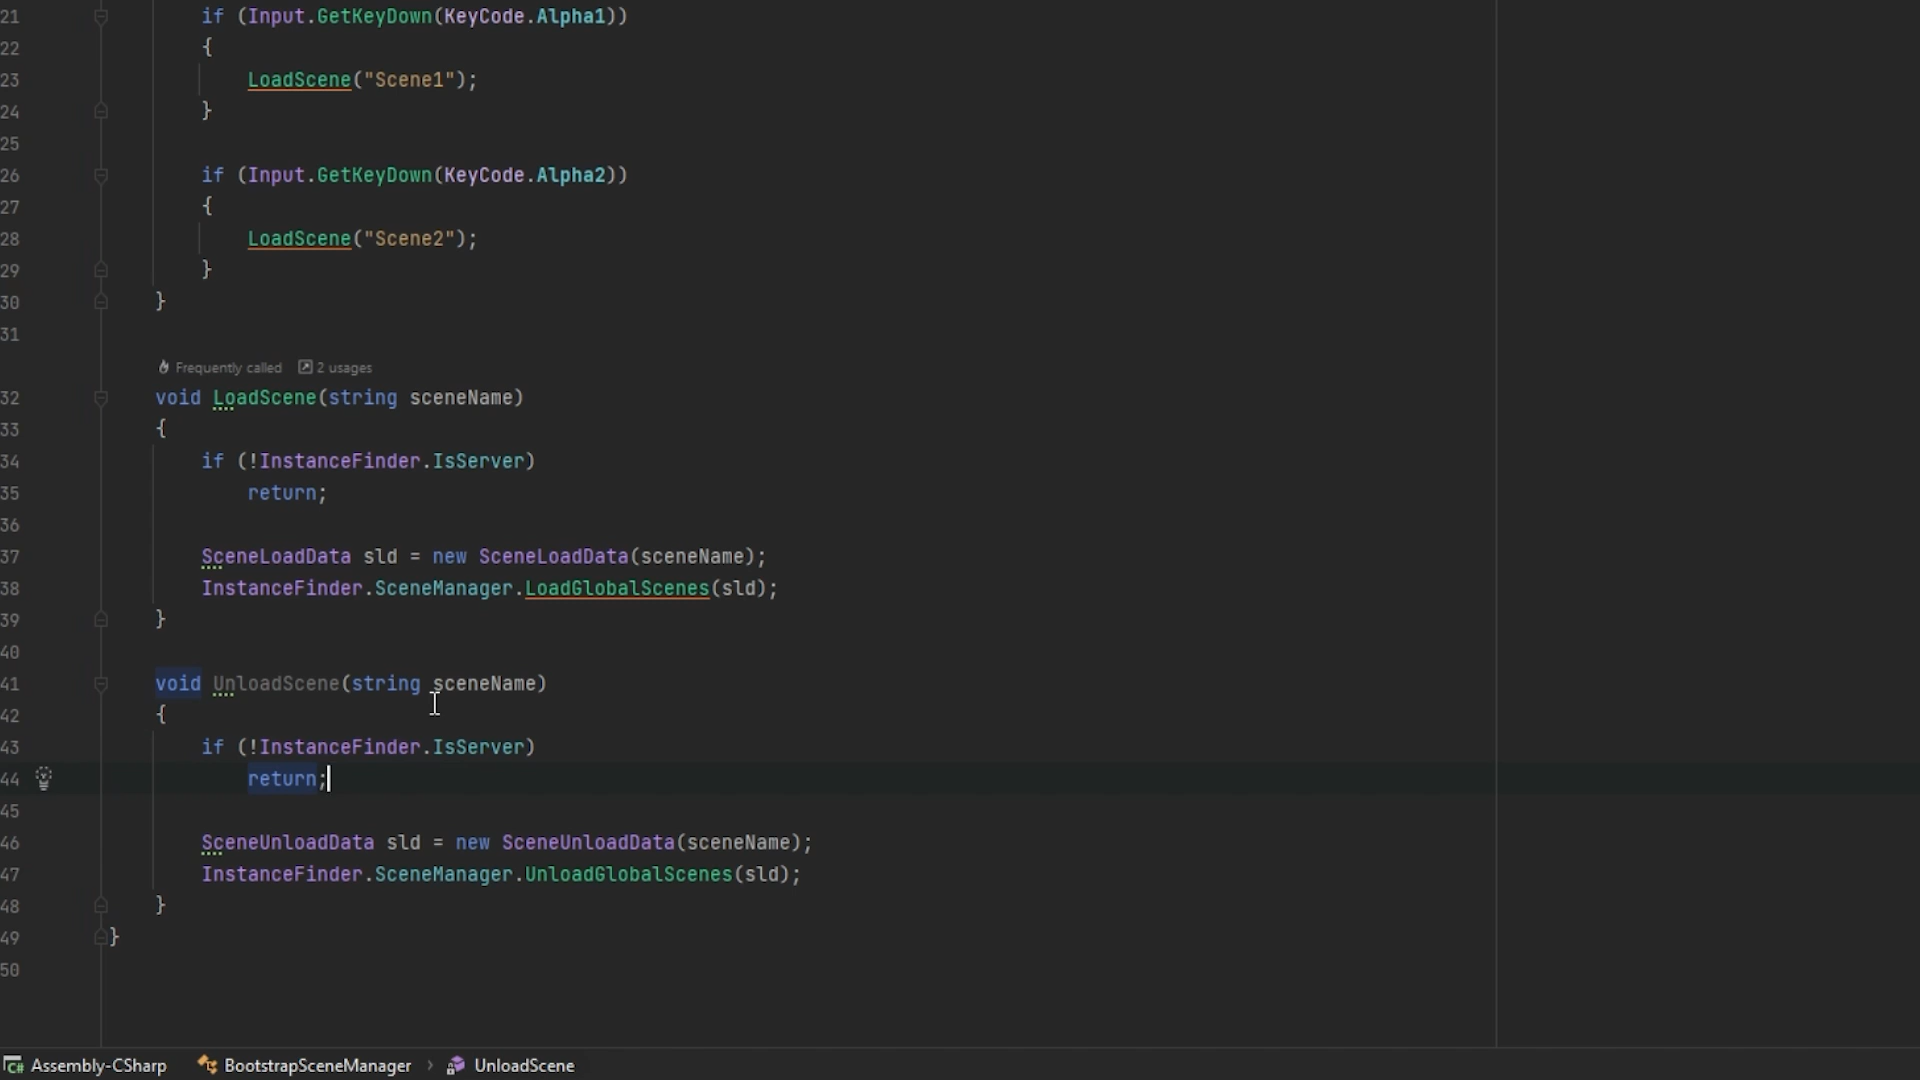 21 if (Input.GetKeyDown(KeyCode.Alpha1))
22 {
23 LoadScene("Scene1");
24 }
25
26 if (Input.GetKeyDown(KeyCode.Alpha2))
27 {
28 LoadScene("Scene2");
29 }
30 }
31
Frequently called 2 usages
32 void LoadScene(string sceneName)
33 {
34 if (!InstanceFinder.IsServer)
35 return;
36
37 SceneLoadData sld = new SceneLoadData(sceneName);
38 InstanceFinder.SceneManager.LoadGlobalScenes(sld);
39 }
40
41 void UnloadScene(string sceneName)
42 {
43 if (!InstanceFinder.IsServer)
44 return;
45
46 SceneUnloadData sld = new SceneUnloadData(sceneName);
47 InstanceFinder.SceneManager.UnloadGlobalScenes(sld);
48 }
49 }
50
C# Assembly-CSharp BootstrapSceneManager › UnloadScene